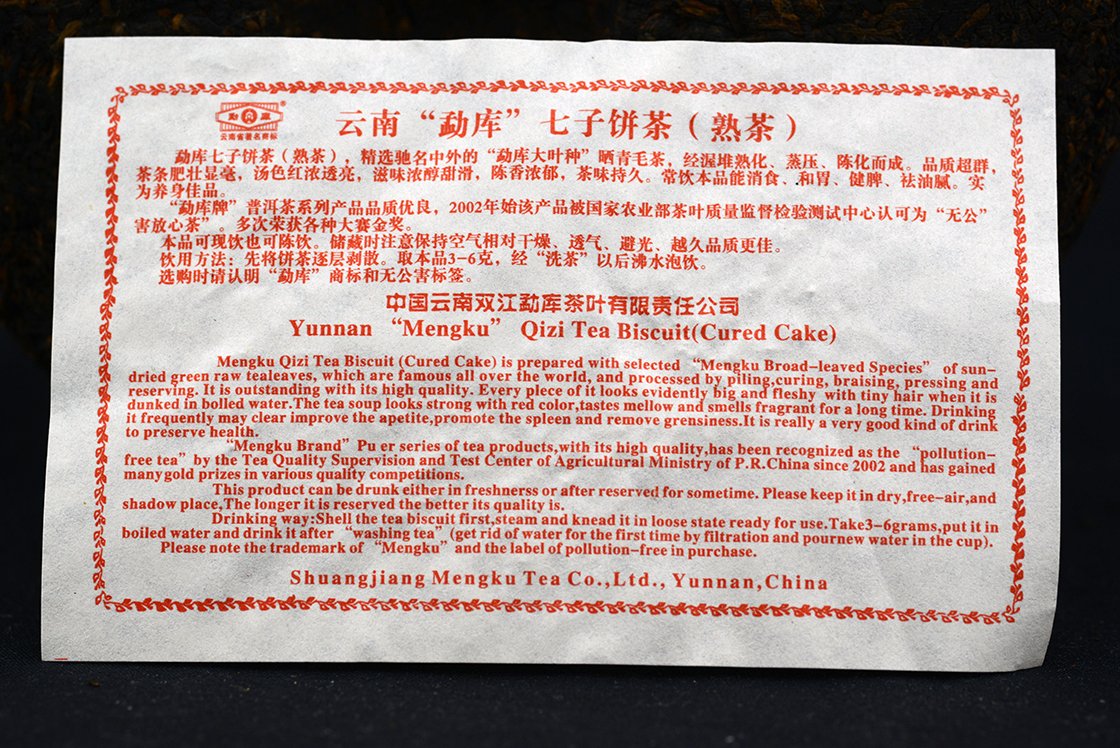 勐库
云南省著名商标
云南“勐库”七子饼茶(熟茶)
勐库七子饼茶(熟茶),精选驰名中外的“勐库大叶种”晒青毛茶,经渥堆熟化、蒸压、陈化而成。品质超群,
茶条肥壮显毫,汤色红浓透亮,滋味浓醇甜滑,陈香浓郁,茶味持久。常饮本品能消食、和胃、健脾、祛油腻。实
为养身佳品。
“勐库牌”普洱茶系列产品品质优良,2002年始该产品被国家农业部茶叶质量监督检验测试中心认可为“无公”
害放心茶”。多次荣获各种大赛金奖。
本品可现饮也可陈饮。储藏时注意保持空气相对干燥、透气、避光、越久品质更佳。
饮用方法:先将饼茶逐层剥散。取本品3-6克,经“洗茶”以后沸水泡饮。
选购时请认明“勐库”商标和无公害标签。
中国云南双江勐库茶叶有限责任公司
Yunnan “Mengku” Qizi Tea Biscuit(Cured Cake)
Mengku Qizi Tea Biscuit (Cured Cake) is prepared with selected “Mengku Broad-leaved Species” of sun-
dried green raw tealeaves, which are famous all over the world, and processed by piling,curing, braising, pressing and
reserving. It is outstanding with its high quality. Every plece of it looks evidently big and fleshy with tiny hair when it is
dunked in bolled water.The tea soup looks strong with red color,tastes mellow and smells fragrant for a long time. Drinking
it frequently may clear improve the apetite,promote the spleen and remove grensiness.It is really a very good kind of drink
to preserve health.
“Mengku Brand” Pu er series of tea products,with its high quality,has been recognized as the “pollution-
free tea” by the Tea Quality Supervision and Test Center of Agricultural Ministry of P.R.China since 2002 and has gained
manygold prizes in various quality competitions.
This product can be drunk either in freshnerss or after reserved for sometime. Please keep it in dry,free-air,and
shadow place,The longer it is reserved the better its quality is.
Drinking way:Shell the tea biscuit first,steam and knead it in loose state ready for use.Take3-6grams,put it in
boiled water and drink it after “washing tea” (get rid of water for the first time by filtration and pournew water in the cup).
Please note the trademark of “Mengku” and the label of pollution-free in purchase.
Shuangjiang Mengku Tea Co.,Ltd., Yunnan,China